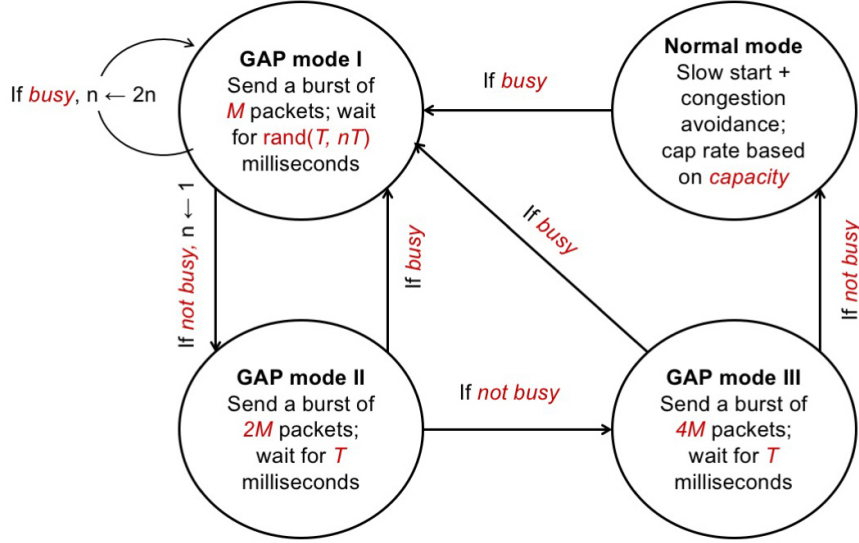 GAP mode I
Send a burst of
M packets; wait
for rand(T, nT)
milliseconds
If busy, n ← 2n
If busy
Normal mode
Slow start +
congestion
avoidance;
cap rate based
on capacity
If not busy, n ← 1
If busy
If busy
If not busy
GAP mode II
Send a burst of
2M packets;
wait for T
milliseconds
If not busy
GAP mode III
Send a burst of
4M packets;
wait for T
milliseconds